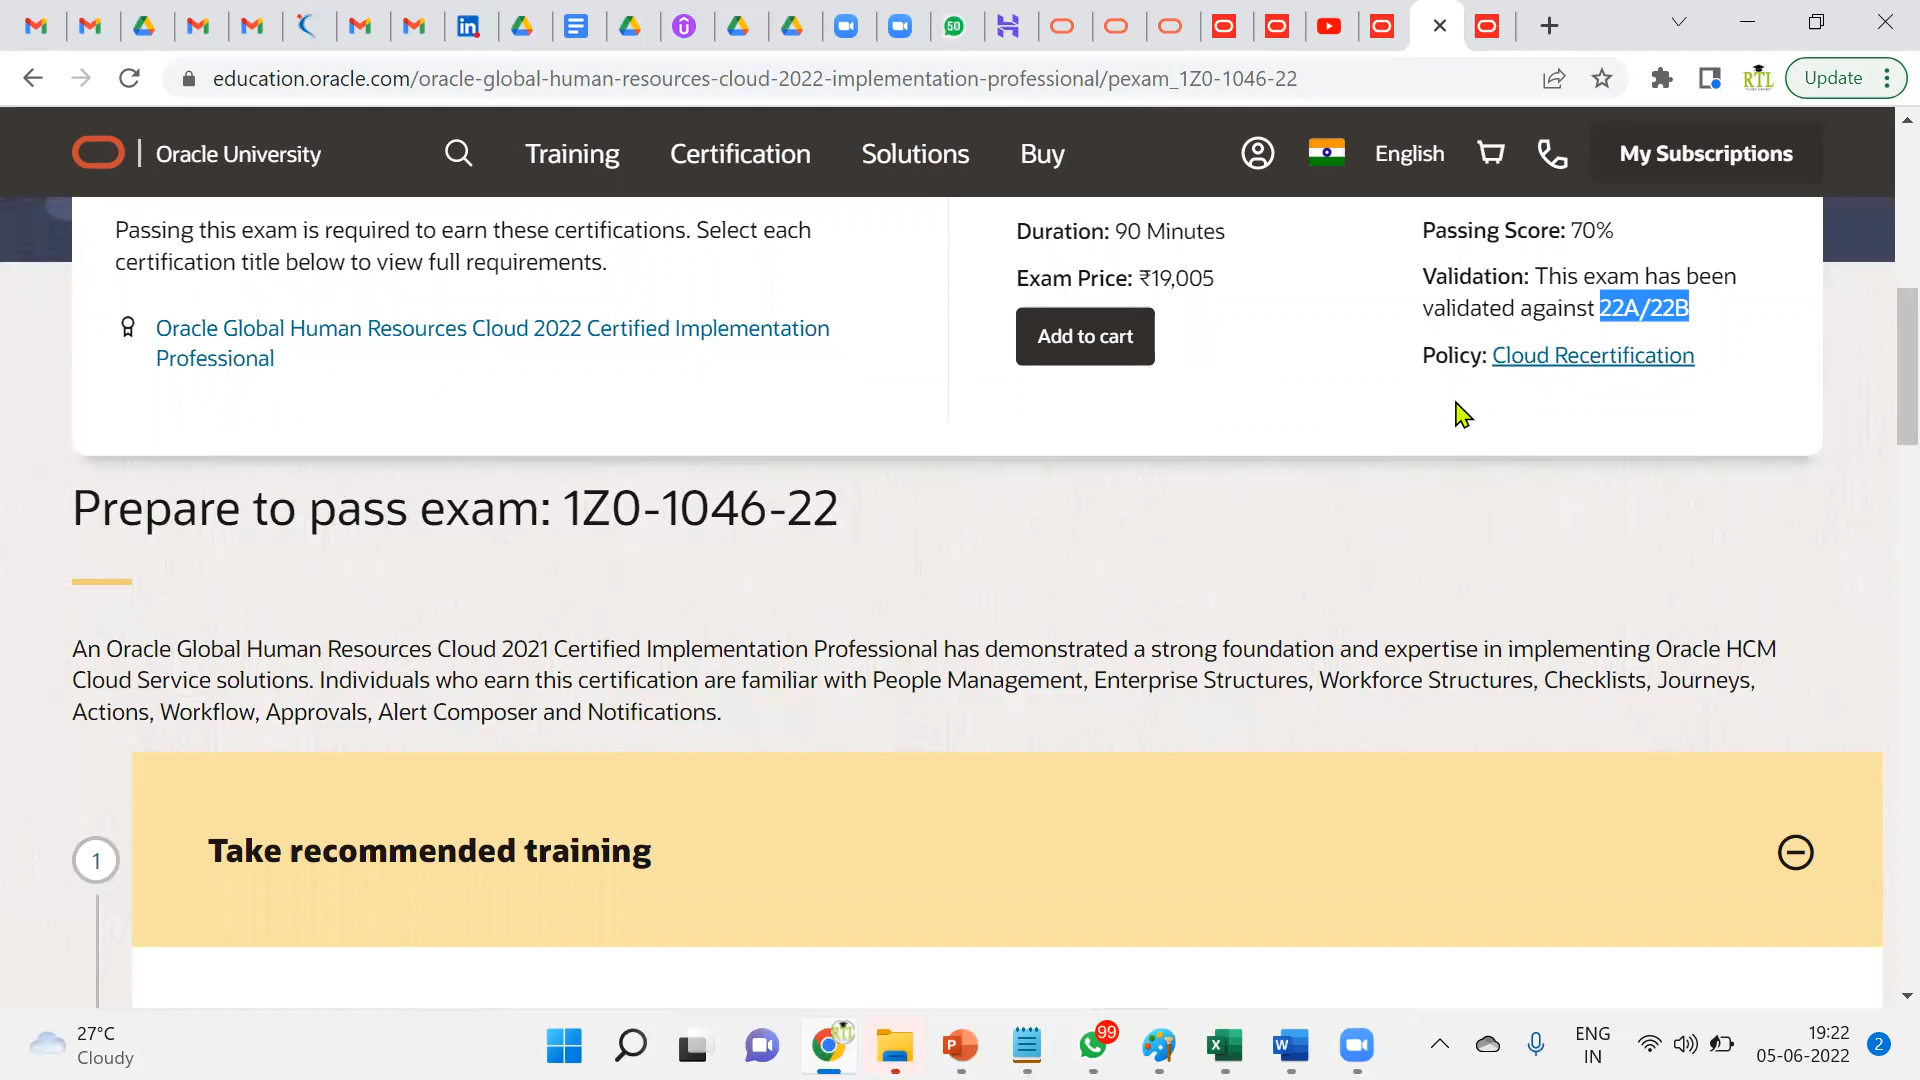 education.oracle.com/oracle-global-human-resources-cloud-2022-implementation-professional/pexam_1Z0-1046-22
RTL
Update
Oracle University
Training
Certification
Solutions
Buy
English
My Subscriptions
Passing this exam is required to earn these certifications. Select each
certification title below to view full requirements.
Oracle Global Human Resources Cloud 2022 Certified Implementation
Professional
Duration: 90 Minutes
Exam Price: ₹19,005
Add to cart
Passing Score: 70%
Validation: This exam has been
validated against 22A/22B
Policy: Cloud Recertification
Prepare to pass exam: 1Z0-1046-22
An Oracle Global Human Resources Cloud 2021 Certified Implementation Professional has demonstrated a strong foundation and expertise in implementing Oracle HCM
Cloud Service solutions. Individuals who earn this certification are familiar with People Management, Enterprise Structures, Workforce Structures, Checklists, Journeys,
Actions, Workflow, Approvals, Alert Composer and Notifications.
1
Take recommended training
27°C
Cloudy
99
ENG
IN
19:22
05-06-2022
2